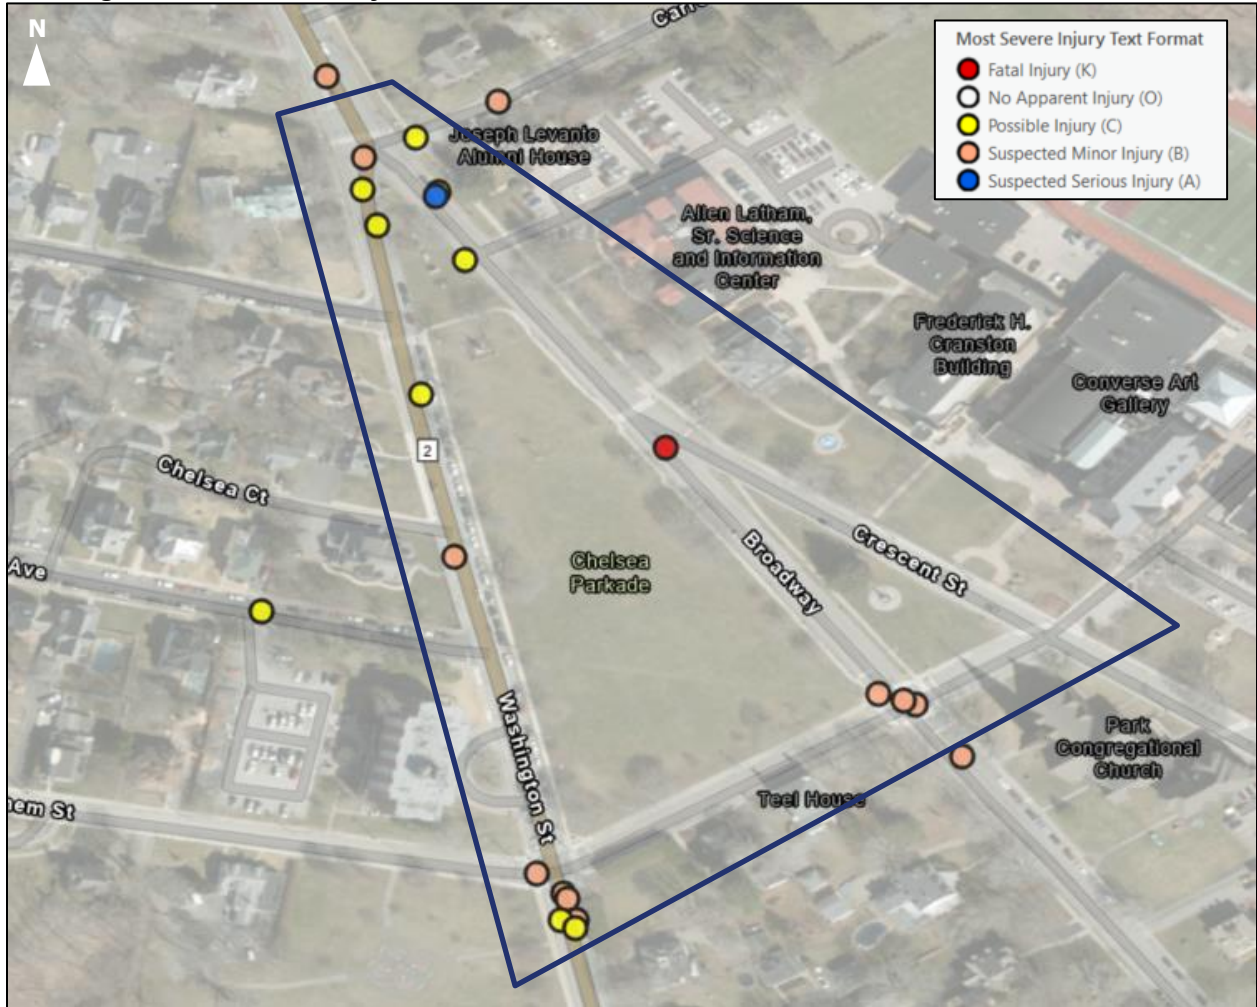 N
Carro
Most Severe Injury Text Format
Fatal Injury (K)
No Apparent Injury (O)
Possible Injury (C)
Suspected Minor Injury (B)
Suspected Serious Injury (A)
Joseph Levanto
Alumni House
Allen Latham,
Sr. Science
and Information
Center
Frederick H.
Cranston
Building
Converse Art
Gallery
2
Chelsea Ct
Crescent St
Broadway
Chelsea
Parkade
Ave
Washington St
Park
Congregational
Church
Teel House
hem St